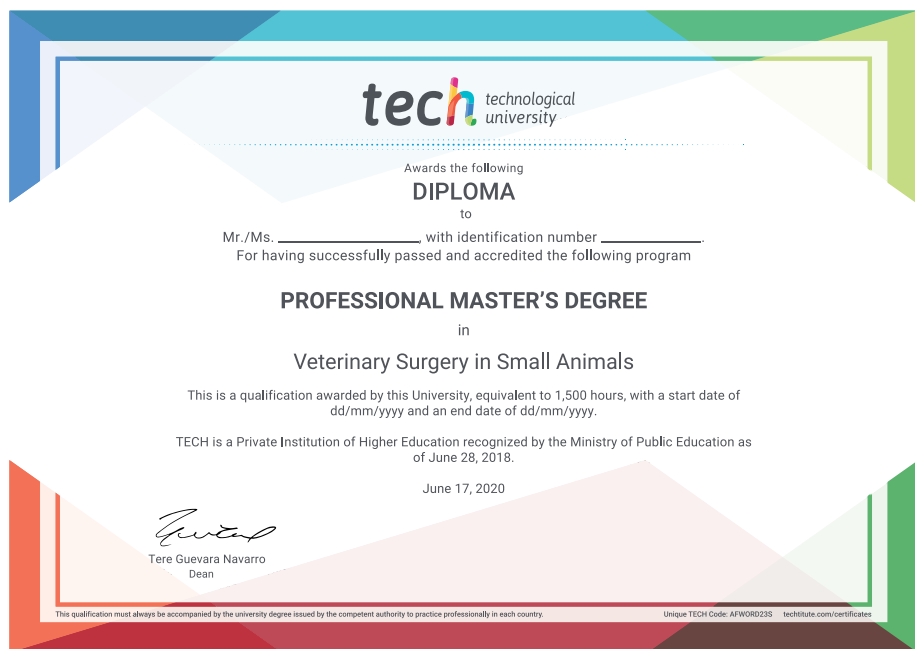 tech technological
university
Awards the following
DIPLOMA
to
Mr./Ms. ____________________, with identification number ______________.
For having successfully passed and accredited the following program
PROFESSIONAL MASTER'S DEGREE
in
Veterinary Surgery in Small Animals
This is a qualification awarded by this University, equivalent to 1,500 hours, with a start date of
dd/mm/yyyy and an end date of dd/mm/yyyy.
TECH is a Private Institution of Higher Education recognized by the Ministry of Public Education as
of June 28, 2018.
June 17, 2020
Tere Guevara Navarro
Dean
This qualification must always be accompanied by the university degree issued by the competent authority to practice professionally in each country.
Unique TECH Code: AFWORD23S techtitute.com/certificates